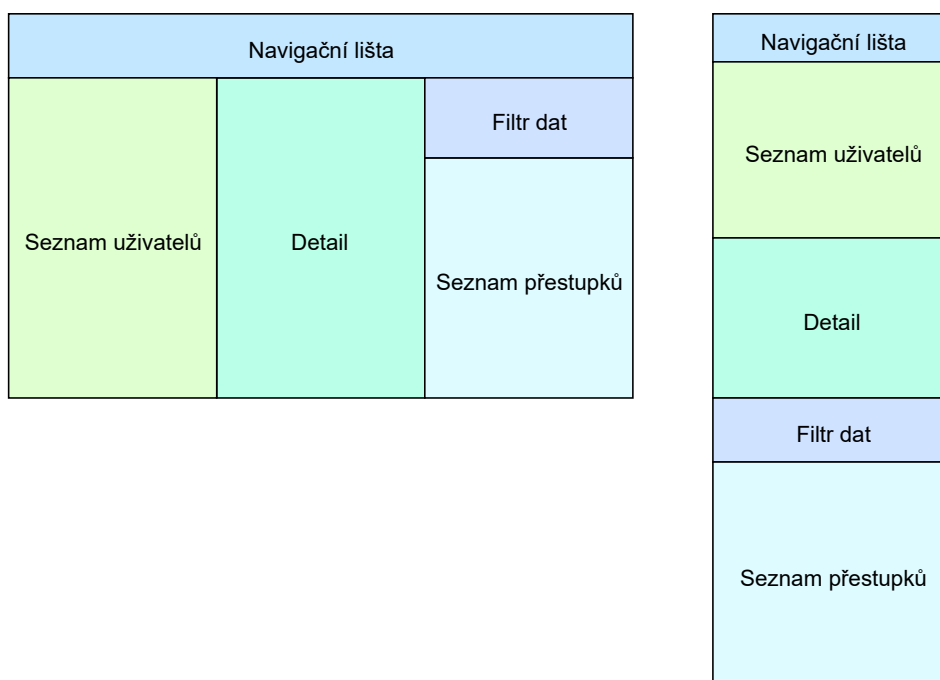 Navigační lišta
Seznam uživatelů
Detail
Filtr dat
Seznam přestupků
Navigační lišta
Seznam uživatelů
Detail
Filtr dat
Seznam přestupků